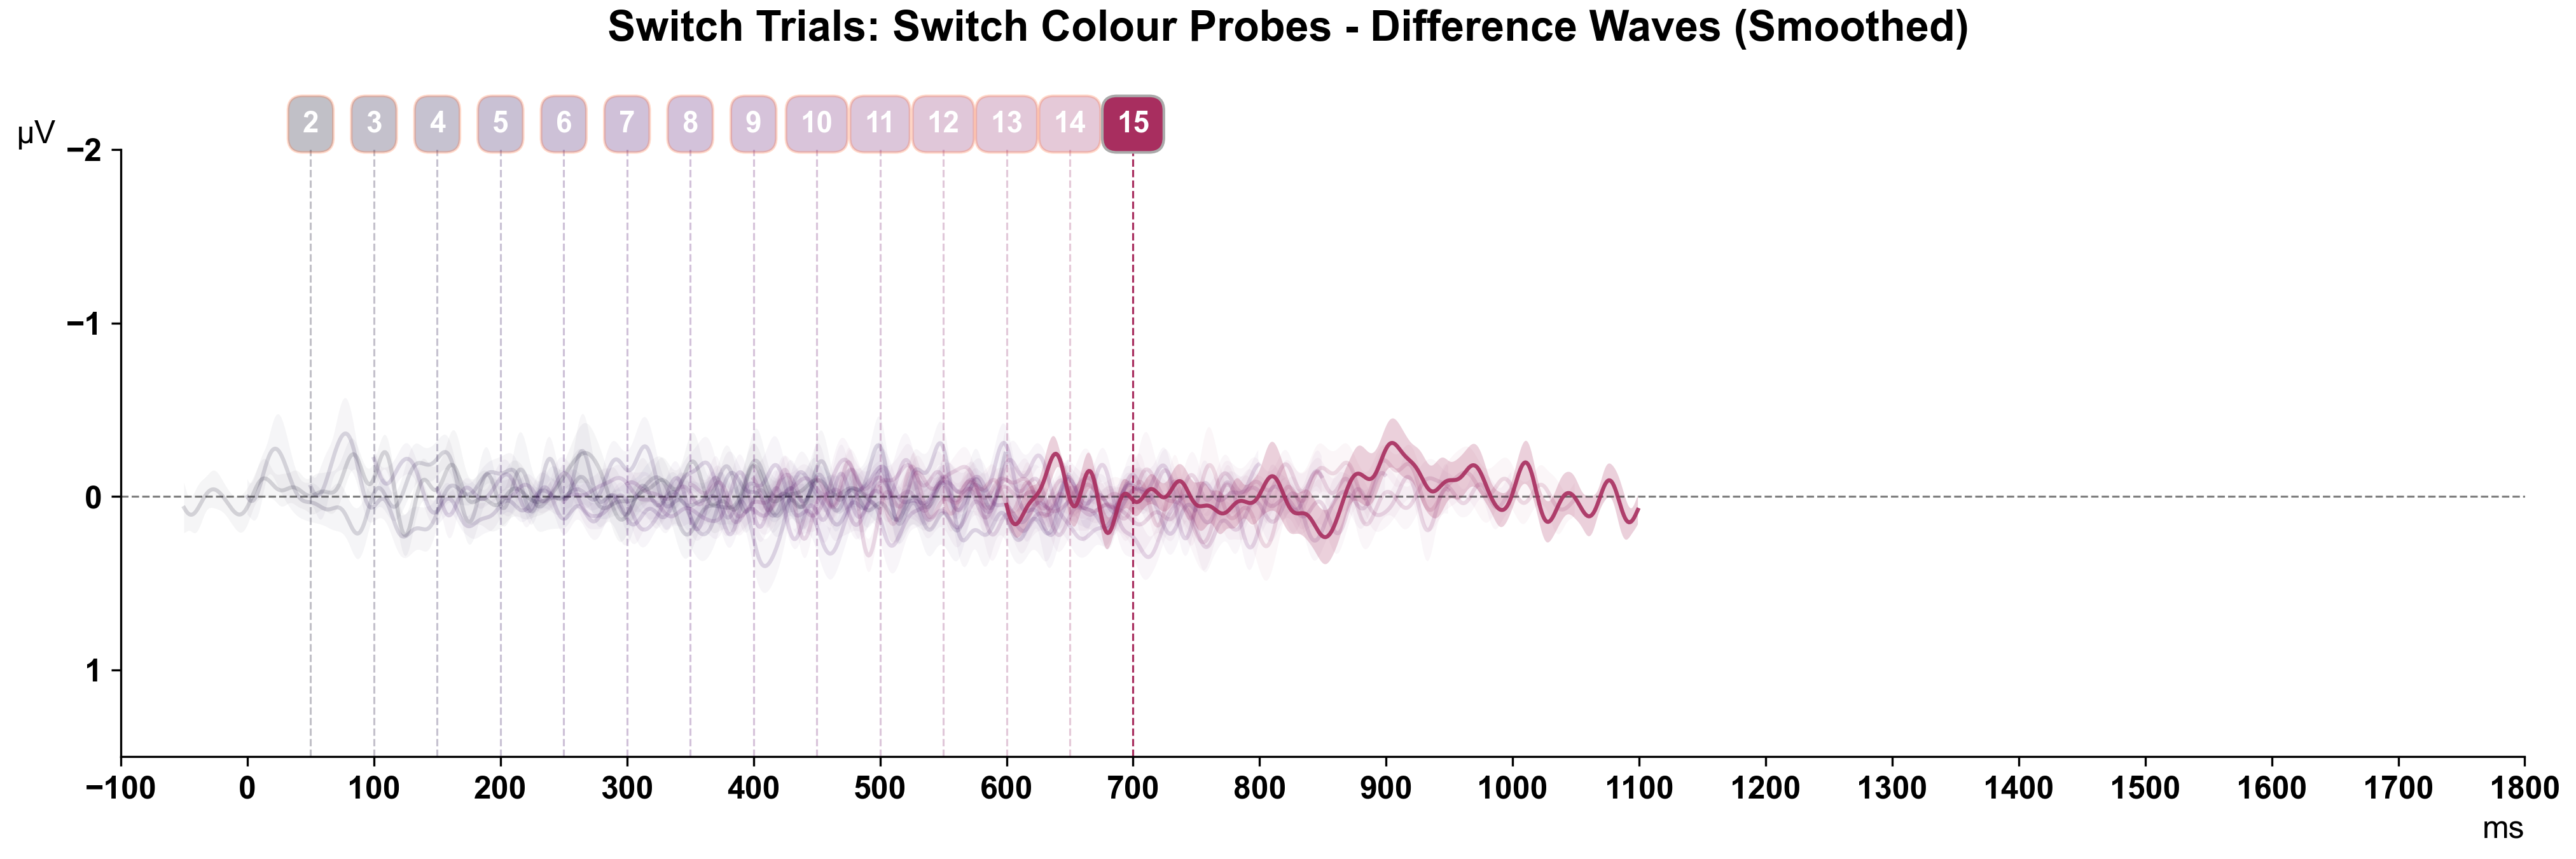 Switch Trials: Switch Colour Probes - Difference Waves (Smoothed)
2 3 4 5 6 7 8 9 10 11 12 13 14 15
µV
−2
−1
0
1
−100 0 100 200 300 400 500 600 700 800 900 1000 1100 1200 1300 1400 1500 1600 1700 1800
ms